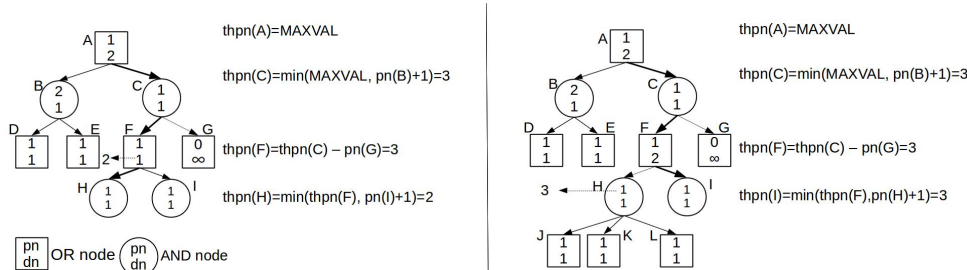 A
1
2
thpn(A)=MAXVAL
B
2
1
C
1
1
thpn(C)=min(MAXVAL, pn(B)+1)=3
D
1
1
E
1
1
2
F
1
1
G
0
∞
thpn(F)=thpn(C) – pn(G)=3
H
1
1
I
1
1
thpn(H)=min(thpn(F), pn(I)+1)=2
pn
dn
OR node
pn
dn
AND node
A
1
2
thpn(A)=MAXVAL
B
2
1
C
1
1
thpn(C)=min(MAXVAL, pn(B)+1)=3
D
1
1
E
1
1
F
1
2
G
0
∞
thpn(F)=thpn(C) – pn(G)=3
3
H
1
1
I
1
1
thpn(I)=min(thpn(F),pn(H)+1)=3
J
1
1
K
1
1
L
1
1